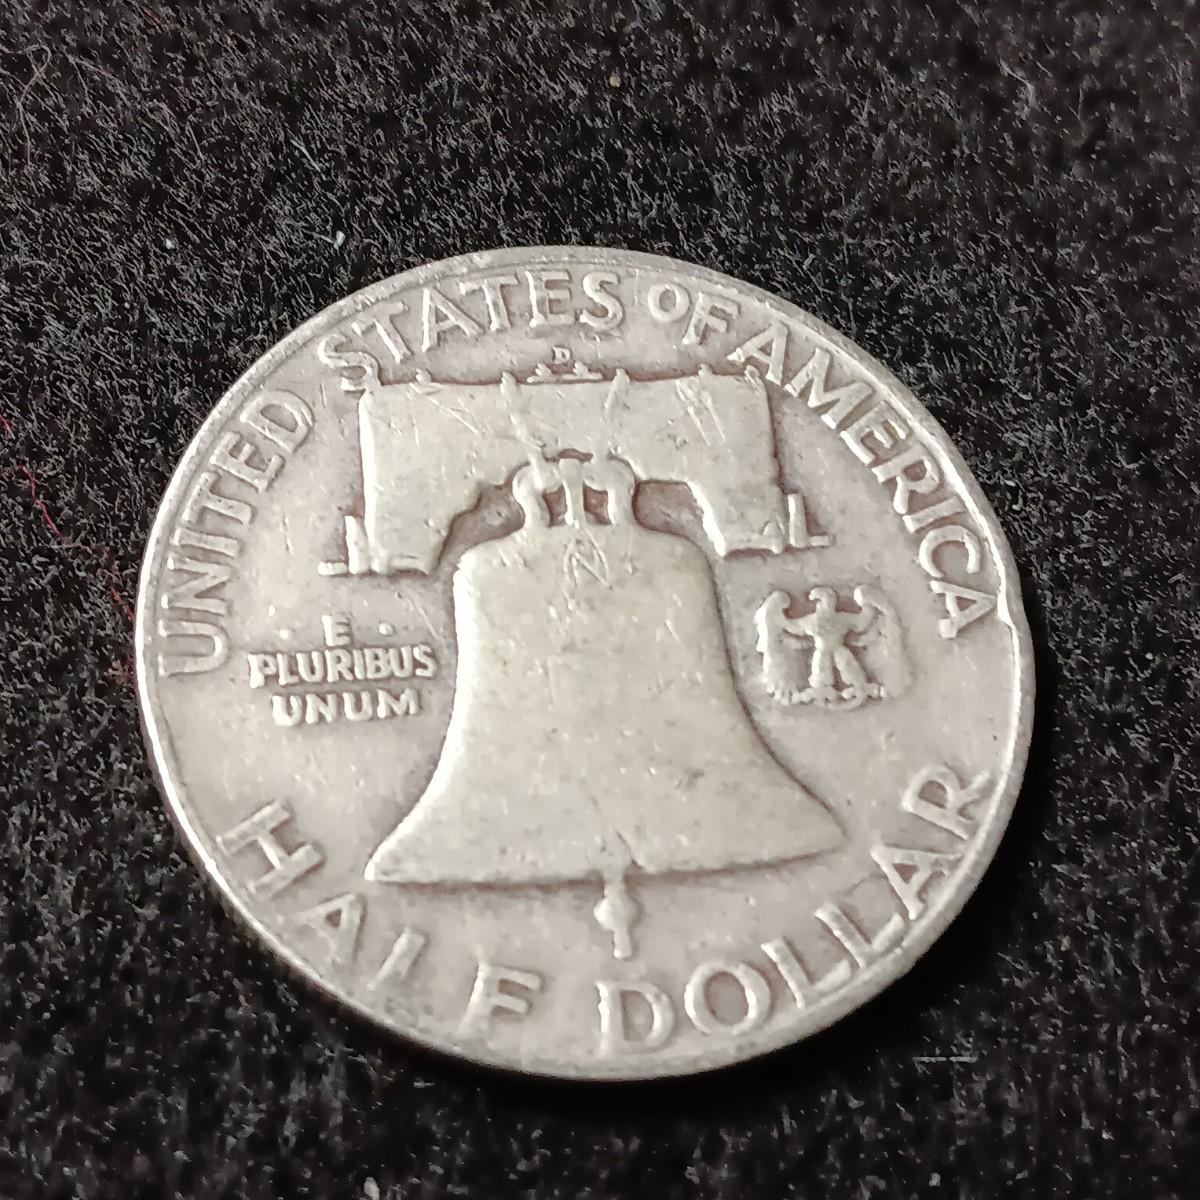 UNITED STATES OF AMERICA
D
E
PLURIBUS
UNUM
HALF DOLLAR